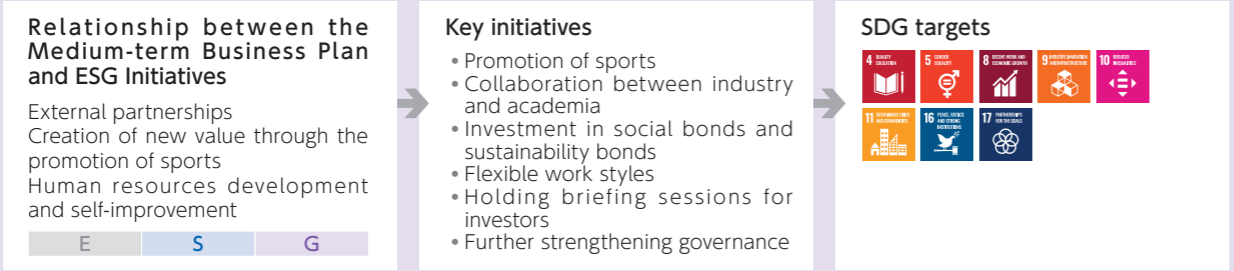 Relationship between the
Medium-term Business Plan
and ESG Initiatives
External partnerships
Creation of new value through the
promotion of sports
Human resources development
and self-improvement
E S G
Key initiatives
• Promotion of sports
• Collaboration between industry
and academia
• Investment in social bonds and
sustainability bonds
• Flexible work styles
• Holding briefing sessions for
investors
• Further strengthening governance
SDG targets
4 QUALITY
EDUCATION
5 GENDER
EQUALITY
8 DECENT WORK AND
ECONOMIC GROWTH
9 INDUSTRY, INNOVATION
AND INFRASTRUCTURE
10 REDUCED
INEQUALITIES
11 SUSTAINABLE CITIES
AND COMMUNITIES
16 PEACE, JUSTICE
AND STRONG
INSTITUTIONS
17 PARTNERSHIPS
FOR THE GOALS